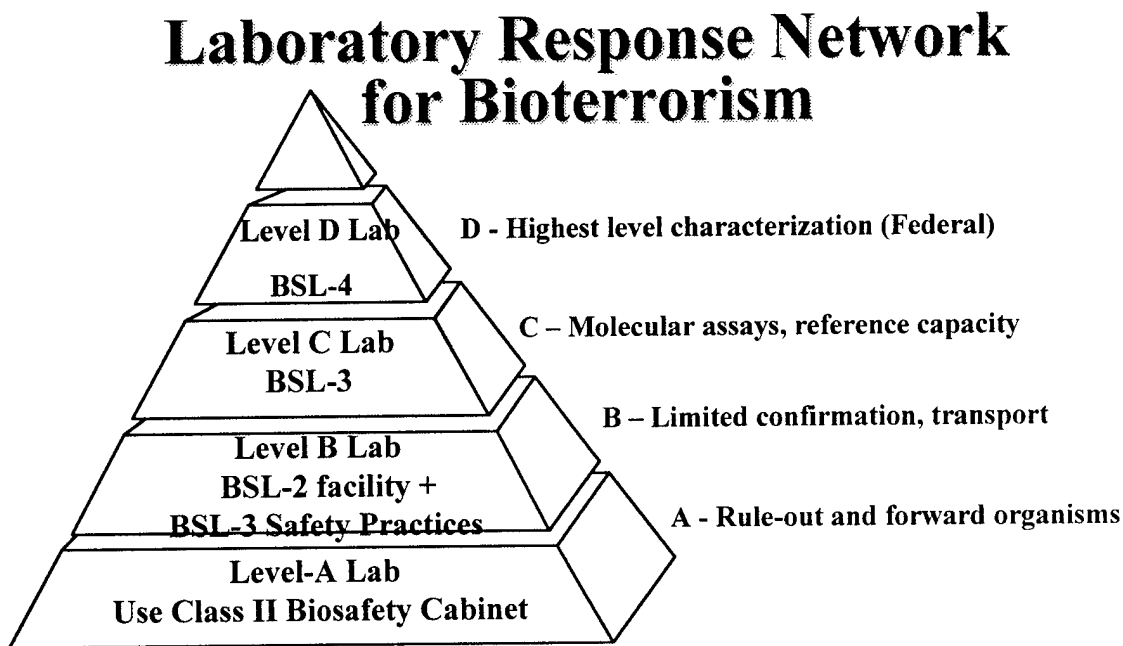 Laboratory Response Network
for Bioterrorism
Level D Lab
BSL-4
D - Highest level characterization (Federal)
Level C Lab
BSL-3
C – Molecular assays, reference capacity
Level B Lab
BSL-2 facility +
BSL-3 Safety Practices
B – Limited confirmation, transport
Level-A Lab
Use Class II Biosafety Cabinet
A - Rule-out and forward organisms